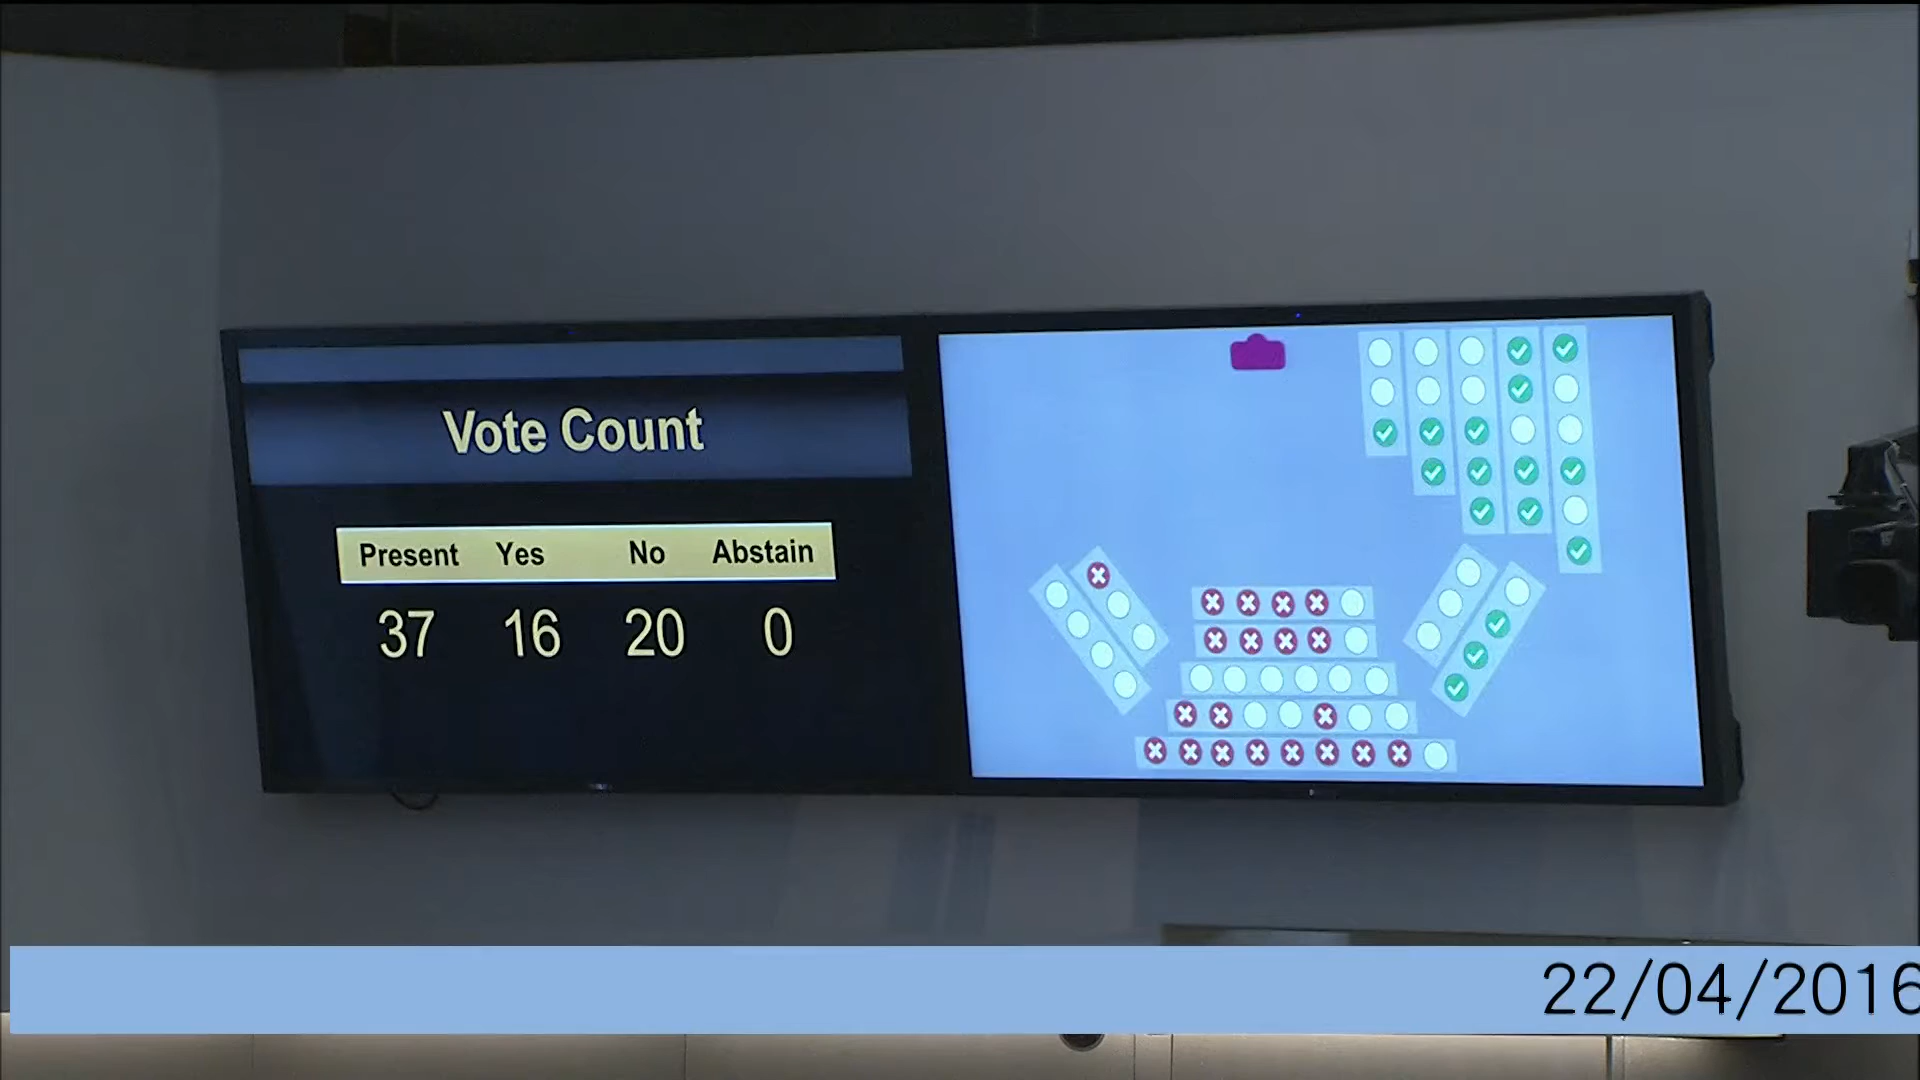 Vote Count
Present Yes No Abstain
37 16 20 0
22/04/2016